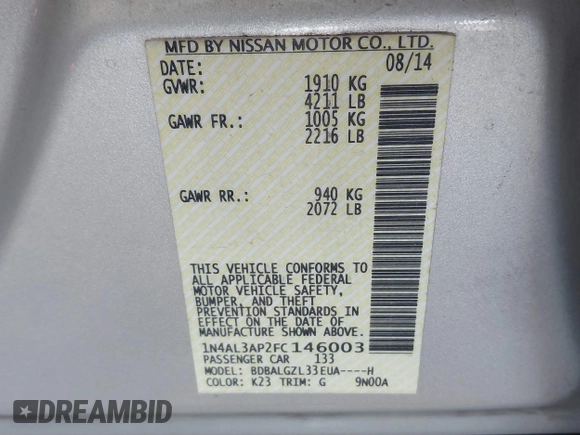 MFD BY NISSAN MOTOR CO., LTD.
DATE: 08/14
GVWR: 1910 KG
4211 LB
GAWR FR.: 1005 KG
2216 LB
GAWR RR.: 940 KG
2072 LB
THIS VEHICLE CONFORMS TO
ALL APPLICABLE FEDERAL
MOTOR VEHICLE SAFETY,
BUMPER, AND THEFT
PREVENTION STANDARDS IN
EFFECT ON THE DATE OF
MANUFACTURE SHOWN ABOVE.
1N4AL3AP2FC146003
PASSENGER CAR 133
MODEL: BDBALGZL33EUA----H
COLOR: K23 TRIM: G 9N00A
EASTERNBID